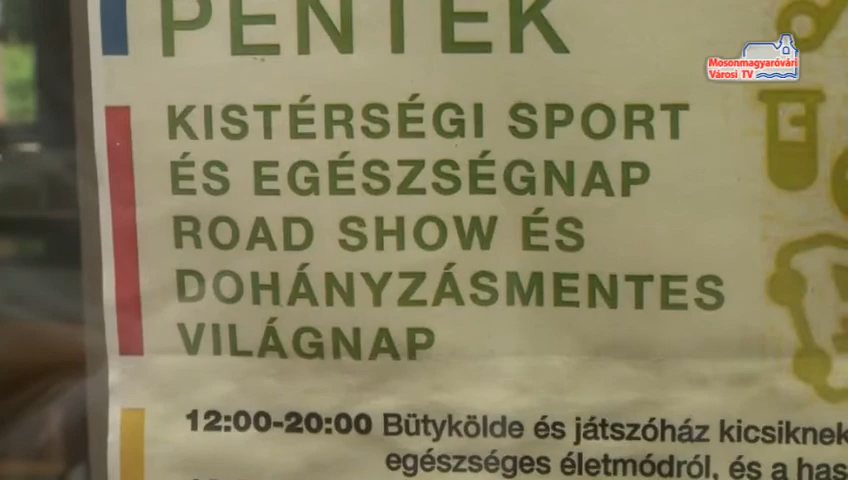 PÉNTEK
Mosonmagyaróvári
Városi TV
KISTÉRSÉGI SPORT
ÉS EGÉSZSÉGNAP
ROAD SHOW ÉS
DOHÁNYZÁSMENTES
VILÁGNAP
12:00-20:00 Bütykölde és játszóház kicsiknek
egészséges életmódról, és a has